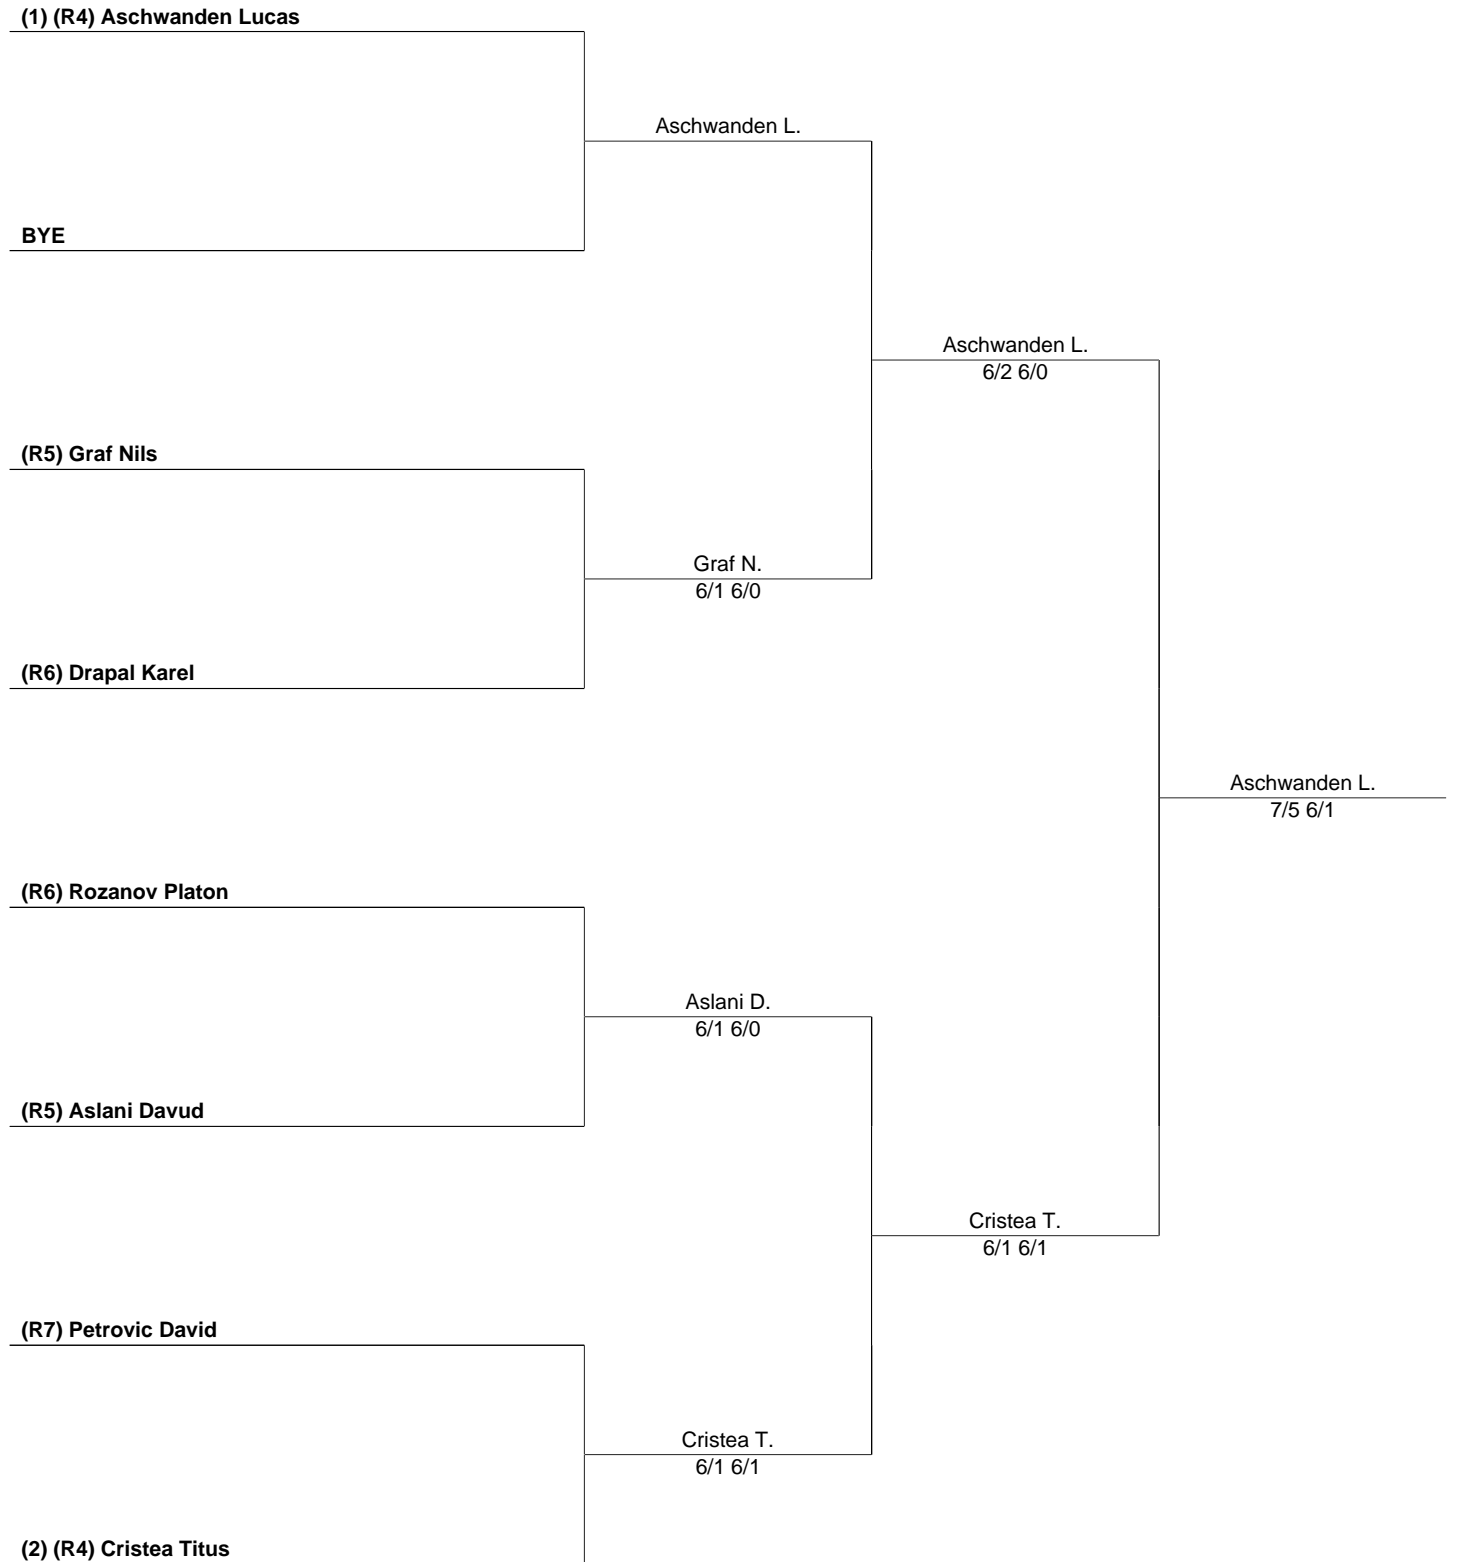 (1) (R4) Aschwanden Lucas
Aschwanden L.
BYE
Aschwanden L.
6/2 6/0
(R5) Graf Nils
Graf N.
6/1 6/0
(R6) Drapal Karel
Aschwanden L.
7/5 6/1
(R6) Rozanov Platon
Aslani D.
6/1 6/0
(R5) Aslani Davud
Cristea T.
6/1 6/1
(R7) Petrovic David
Cristea T.
6/1 6/1
(2) (R4) Cristea Titus